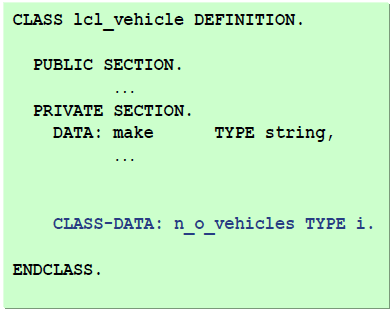 CLASS lcl_vehicle DEFINITION.
PUBLIC SECTION.
...
PRIVATE SECTION.
DATA: make TYPE string,
...
CLASS-DATA: n_o_vehicles TYPE i.
ENDCLASS.